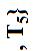 , T₅}